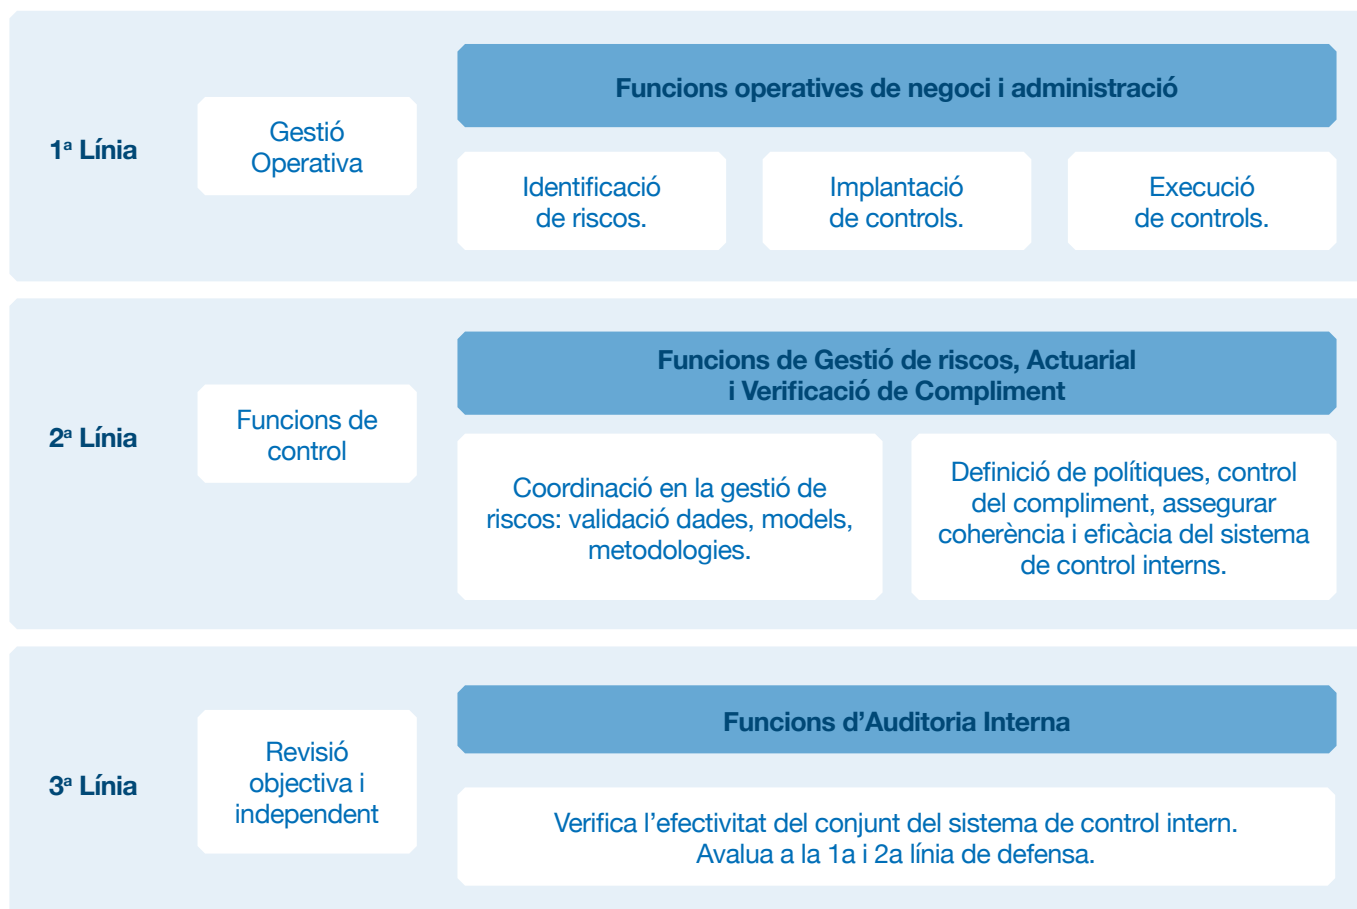 Funcions operatives de negoci i administració
1ª Línia
Gestió
Operativa
Identificació
de riscos.
Implantació
de controls.
Execució
de controls.
Funcions de Gestió de riscos, Actuarial
i Verificació de Compliment
2ª Línia
Funcions de
control
Coordinació en la gestió de
riscos: validació dades, models,
metodologies.
Definició de polítiques, control
del compliment, assegurar
coherència i eficàcia del sistema
de control interns.
Funcions d’Auditoria Interna
3ª Línia
Revisió
objectiva i
independent
Verifica l’efectivitat del conjunt del sistema de control intern.
Avalua a la 1a i 2a línia de defensa.